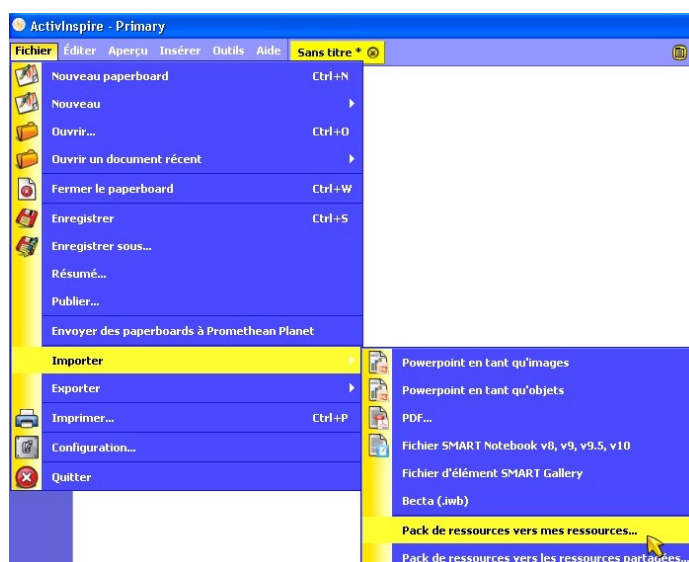 ActivInspire - Primary
Fichier Éditer Aperçu Insérer Outils Aide Sans titre *
Nouveau paperboard Ctrl+N
Nouveau
Ouvrir... Ctrl+O
Ouvrir un document récent
Fermer le paperboard Ctrl+W
Enregistrer Ctrl+S
Enregistrer sous...
Résumé...
Publier...
Envoyer des paperboards à Promethean Planet
Importer
Powerpoint en tant qu'images
Exporter
Powerpoint en tant qu'objets
Imprimer... Ctrl+P
PDF...
Configuration...
Fichier SMART Notebook v8, v9, v9.5, v10
Quitter
Fichier d'élément SMART Gallery
Becta (.iwb)
Pack de ressources vers mes ressources...
Pack de ressources vers les ressources partagées...